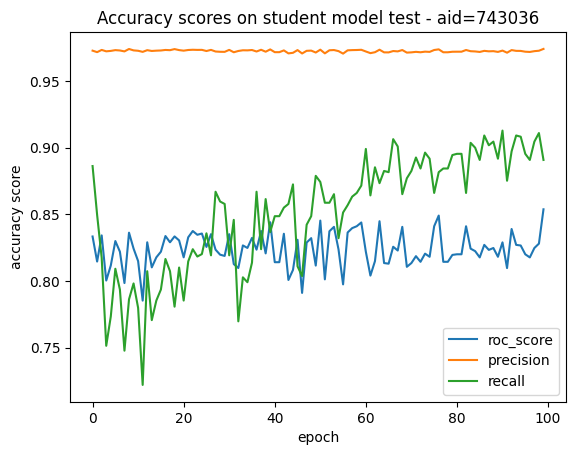 Accuracy scores on student model test - aid=743036
accuracy score
0.95
0.90
0.85
0.80
0.75
0
20
40
60
80
100
epoch
roc_score
precision
recall